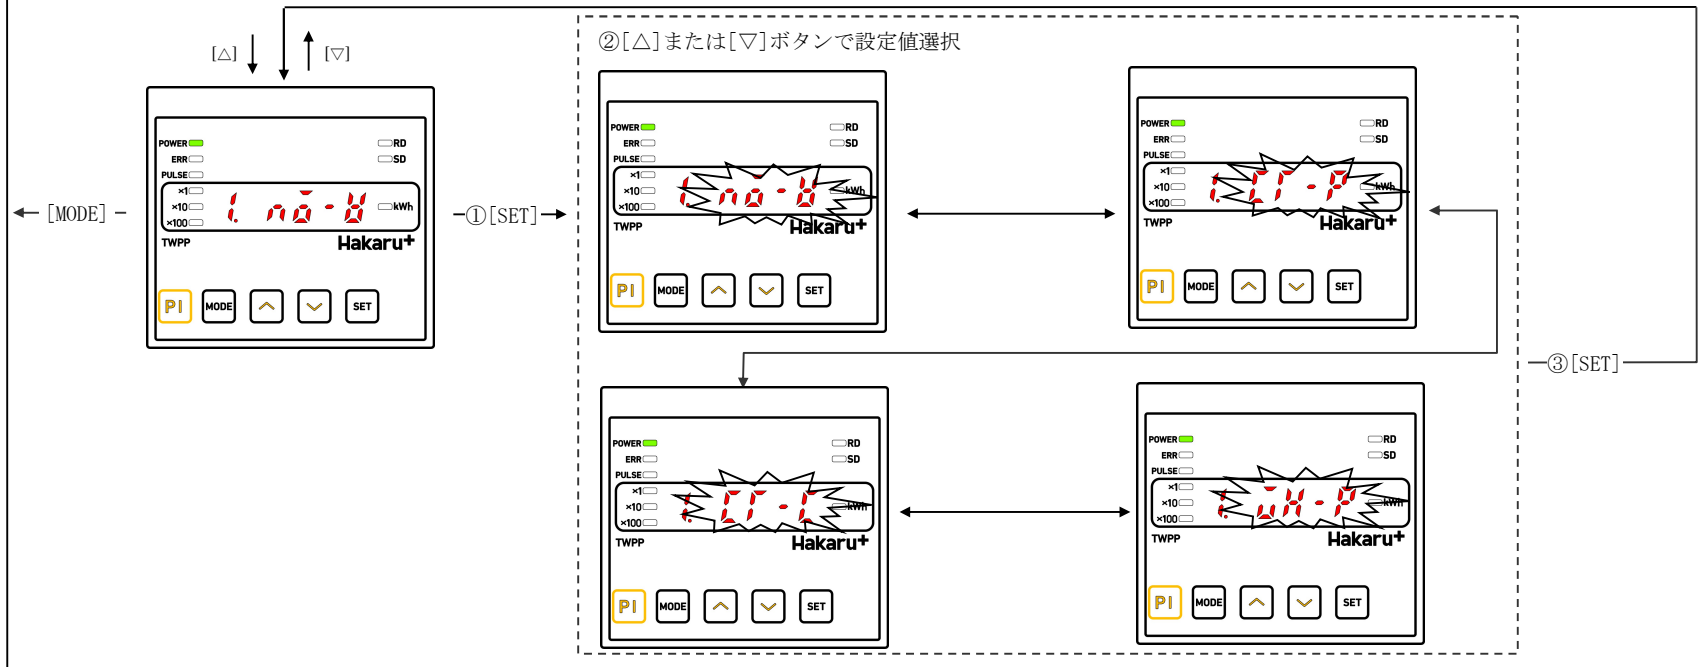 [△]
[▽]
②[△]または[▽]ボタンで設定値選択
[MODE]
POWER
ERR
PULSE
×1
×10
×100
RD
SD
kWh
TWPP
Hakaru+
PI
MODE
SET
①[SET]
POWER
ERR
PULSE
×1
×10
×100
RD
SD
kWh
TWPP
Hakaru+
PI
MODE
SET
POWER
ERR
PULSE
×1
×10
×100
RD
SD
1. CT-P
kWh
TWPP
Hakaru+
PI
MODE
SET
③[SET]
POWER
ERR
PULSE
×1
×10
×100
RD
SD
kWh
TWPP
Hakaru+
PI
MODE
SET
POWER
ERR
PULSE
×1
×10
×100
RD
SD
kWh
TWPP
Hakaru+
PI
MODE
SET